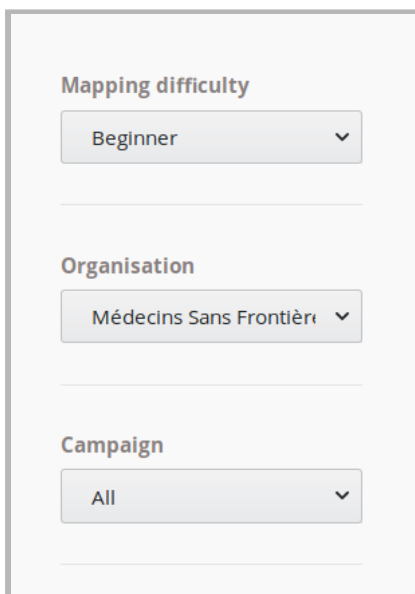 Mapping difficulty
Beginner
Organisation
Médecins Sans Frontière
Campaign
All